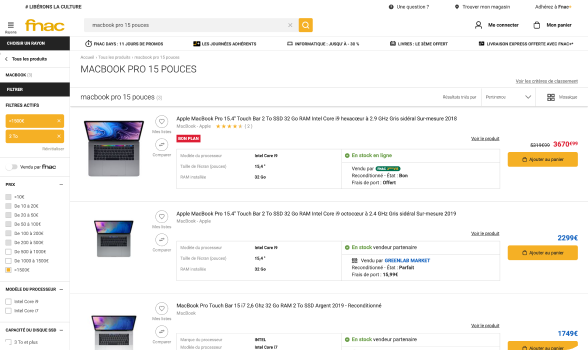 # LIBÉRONS LA CULTURE
Une question ?
Trouver mon magasin
Adhérez à Fnac+
Rayons
fnac
macbook pro 15 pouces
Me connecter
Mon panier
CHOISIR UN RAYON
FNAC DAYS : 11 JOURS DE PROMOS
LES JOURNÉES ADHÉRENTS
INFORMATIQUE : JUSQU'À - 30 %
LIVRES : LE 3ÈME OFFERT
LIVRAISON EXPRESS OFFERTE AVEC FNAC+
Tous les produits
MACBOOK
FILTRER
FILTRES ACTIFS
+1500€
3 To
Réinitialiser
Vendu par fnac
PRIX
<10€
De 10 à 20€
De 20 à 50€
De 50 à 100€
De 100 à 200€
De 200 à 500€
De 500 à 1000€
De 1000 à 1500€
+1500€
MODÈLE DU PROCESSEUR
Intel Core i9
Intel Core i7
CAPACITÉ DU DISQUE SSD
3 To et plus
Accueil > Tous les produits > macbook pro 15 pouces
MACBOOK PRO 15 POUCES
Voir les critères de classement
macbook pro 15 pouces
Résultats triés par
Pertinence
Mosaïque
Apple MacBook Pro 15.4" Touch Bar 2 To SSD 32 Go RAM Intel Core i9 hexacœur à 2.9 GHz Gris sidéral Sur-mesure 2018
MacBook - Apple
( 2 )
BON PLAN
Voir le produit
Modèle du processeur
Intel Core i9
Taille de l'écran (pouces)
15,4 "
RAM installée
32 Go
En stock en ligne
Vendu par
Reconditionné - État : Bon
Frais de port : Offert
3670€
Ajouter au panier
Mes listes
Comparer
Apple MacBook Pro 15.4" Touch Bar 2 To SSD 32 Go RAM Intel Core i9 octacœur à 2.4 GHz Gris sidéral Sur-mesure 2019
MacBook - Apple
Voir le produit
Modèle du processeur
Intel Core i9
Taille de l'écran (pouces)
15,4 "
RAM installée
32 Go
En stock vendeur partenaire
Vendu par GREENLAB MARKET
Reconditionné - État : Parfait
Frais de port : 15,99€
2299€
Ajouter au panier
Mes listes
Comparer
MacBook Pro Touch Bar 15 i7 2,6 Ghz 32 Go RAM 2 To SSD Argent 2019 - Reconditionné
MacBook
Voir le produit
Marque du processeur
INTEL
Modèle du processeur
Intel Core i7
En stock vendeur partenaire
1749€
Ajouter au panier
Mes listes
Comparer